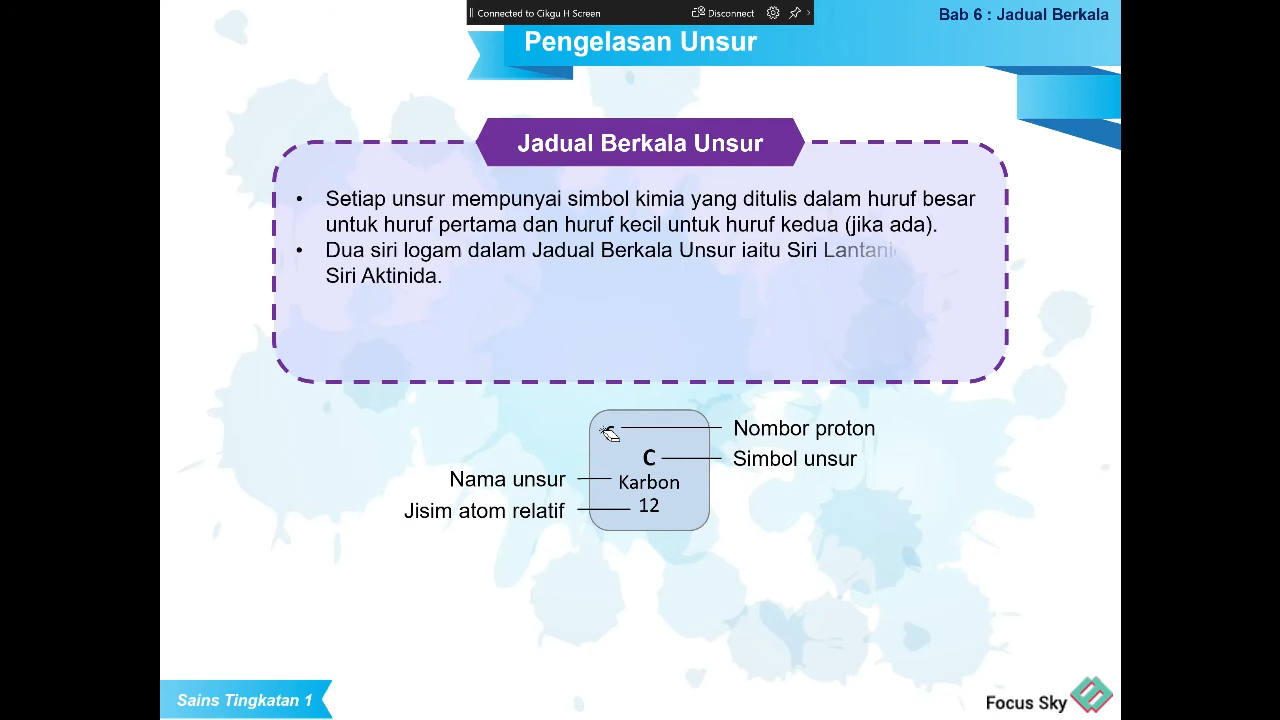 Connected to Cikgu H Screen
Disconnect
Bab 6 : Jadual Berkala
Pengelasan Unsur
Jadual Berkala Unsur
• Setiap unsur mempunyai simbol kimia yang ditulis dalam huruf besar
untuk huruf pertama dan huruf kecil untuk huruf kedua (jika ada).
• Dua siri logam dalam Jadual Berkala Unsur iaitu Siri
Siri Aktinida.
Nombor proton
C
Simbol unsur
Nama unsur
Karbon
Jisim atom relatif
12
Sains Tingkatan 1
Focus Sky